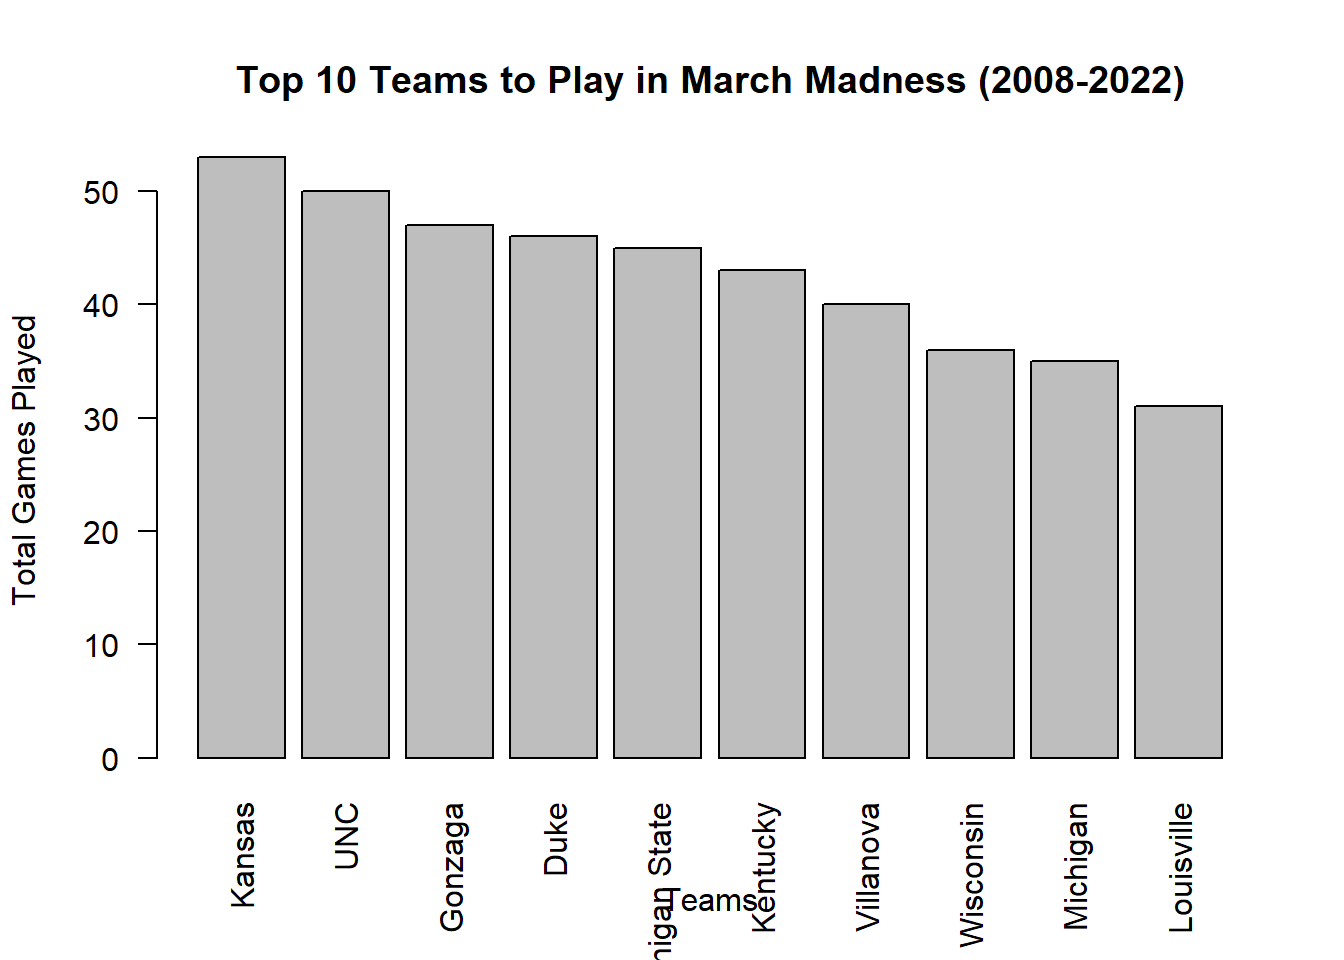 Top 10 Teams to Play in March Madness (2008-2022)
Total Games Played
50
40
30
20
10
0
Kansas
UNC
Gonzaga
Duke
higan State
Kentucky
Villanova
Wisconsin
Michigan
Louisville
Teams